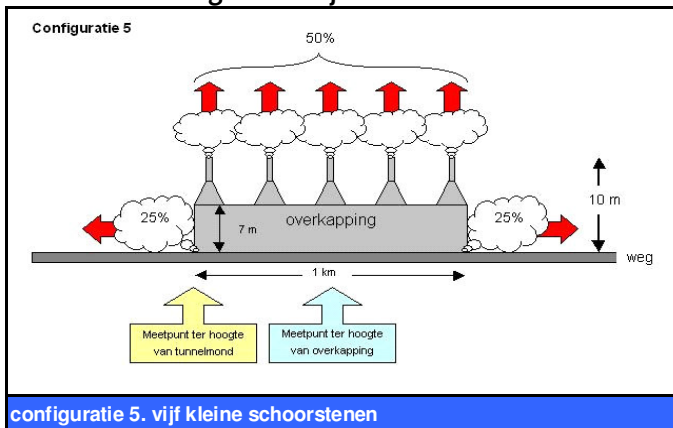 Configuratie 5
50%
25%
7 m
overkapping
25%
10 m
weg
1 km
Meetpunt ter hoogte
van tunnelmond
Meetpunt ter hoogte
van overkapping
configuratie 5. vijf kleine schoorstenen